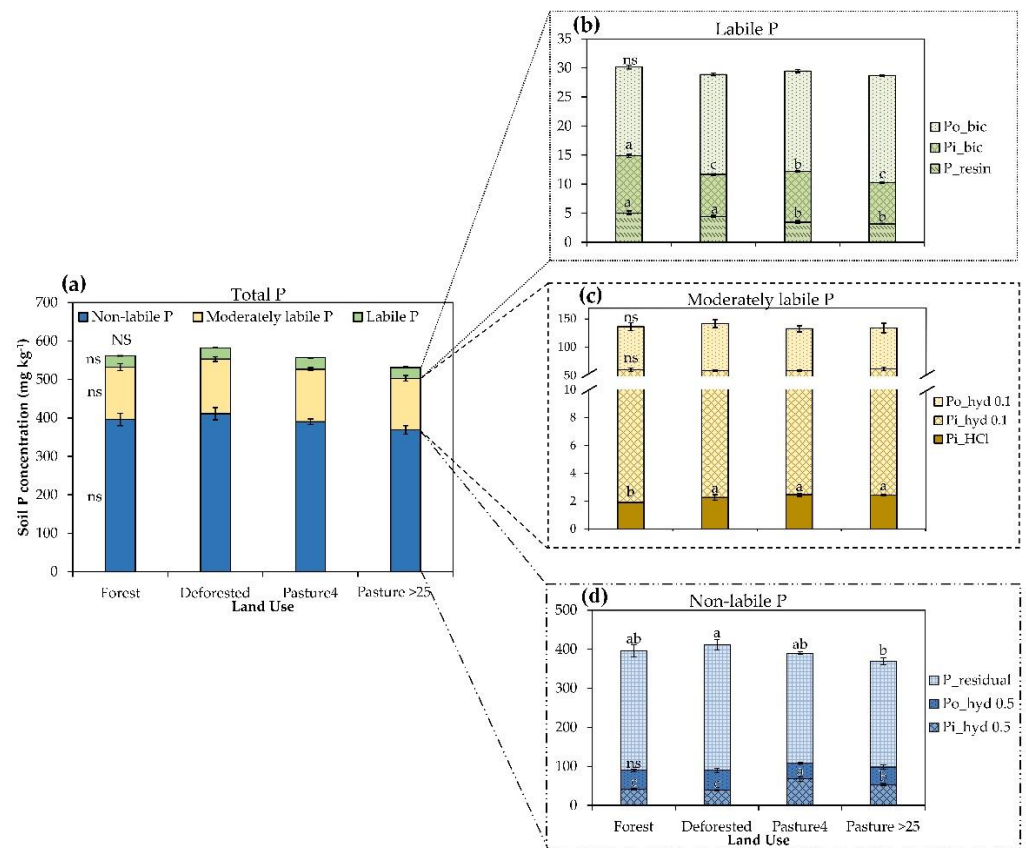 (a)
Total P
700
600
500
400
300
200
100
0
Soil P concentration (mg kg-1)
Non-labile P
Moderately labile P
Labile P
NS
ns
ns
ns
Forest
Deforested
Pasture4
Pasture >25
Land Use
(b)
Labile P
35
30
25
20
15
10
5
0
ns
a
c
b
c
a
a
b
b
Po_bic
Pi_bic
P_resin
(c)
Moderately labile P
150
100
50
10
8
6
4
2
0
ns
ns
b
a
a
a
Po_hyd 0.1
Pi_hyd 0.1
Pi_HCl
(d)
Non-labile P
500
400
300
200
100
0
ab
a
ab
b
ns
c
c
a
b
P_residual
Po_hyd 0.5
Pi_hyd 0.5
Forest
Deforested
Pasture4
Pasture >25
Land Use